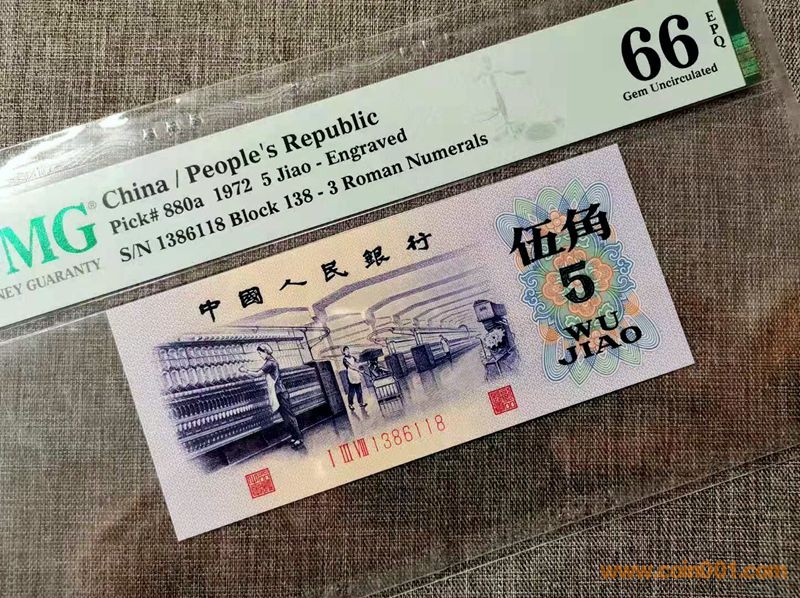 MG®
NEY GUARANTY
China / People's Republic
Pick# 880a 1972 5 Jiao - Engraved
S/N 1386118 Block 138 - 3 Roman Numerals
66
EPQ
Gem Uncirculated
中國人民銀行
伍角
5
WU
JIAO
I III VIII 1386118
www.coin001.com